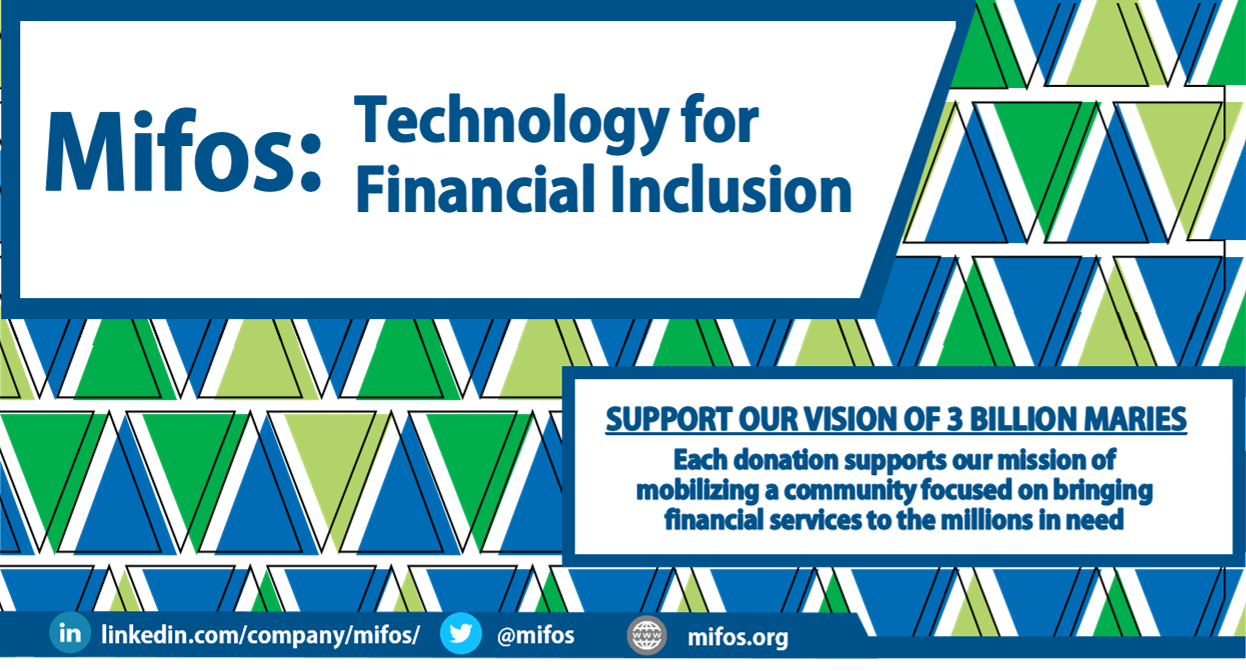 Mifos:
Technology for
Financial Inclusion
SUPPORT OUR VISION OF 3 BILLION MARIES
Each donation supports our mission of
mobilizing a community focused on bringing
financial services to the millions in need
in linkedin.com/company/mifos/ @mifos www mifos.org